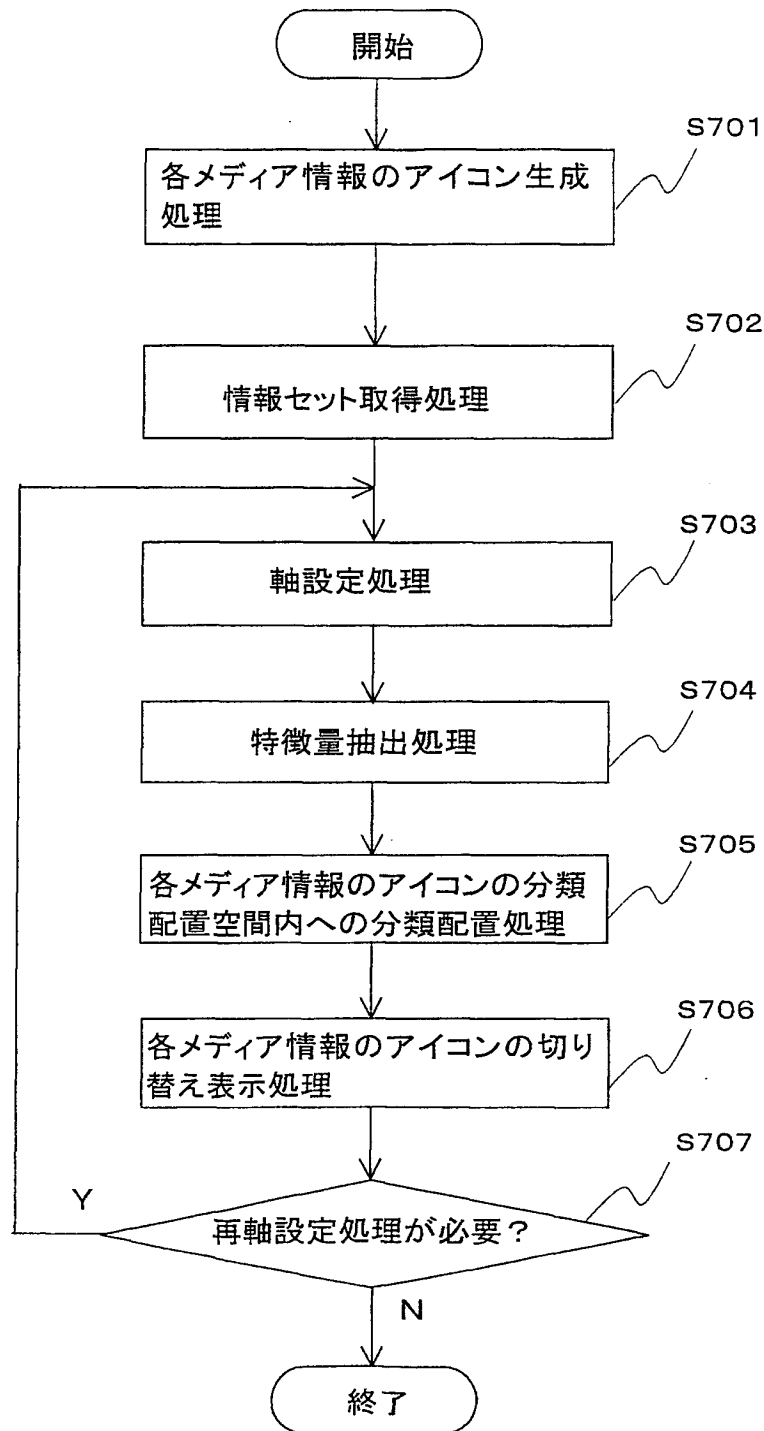 開始
S701
各メディア情報のアイコン生成
処理
S702
情報セット取得処理
S703
軸設定処理
S704
特徴量抽出処理
S705
各メディア情報のアイコンの分類
配置空間内への分類配置処理
S706
各メディア情報のアイコンの切り
替え表示処理
S707
Y
再軸設定処理が必要？
N
終了